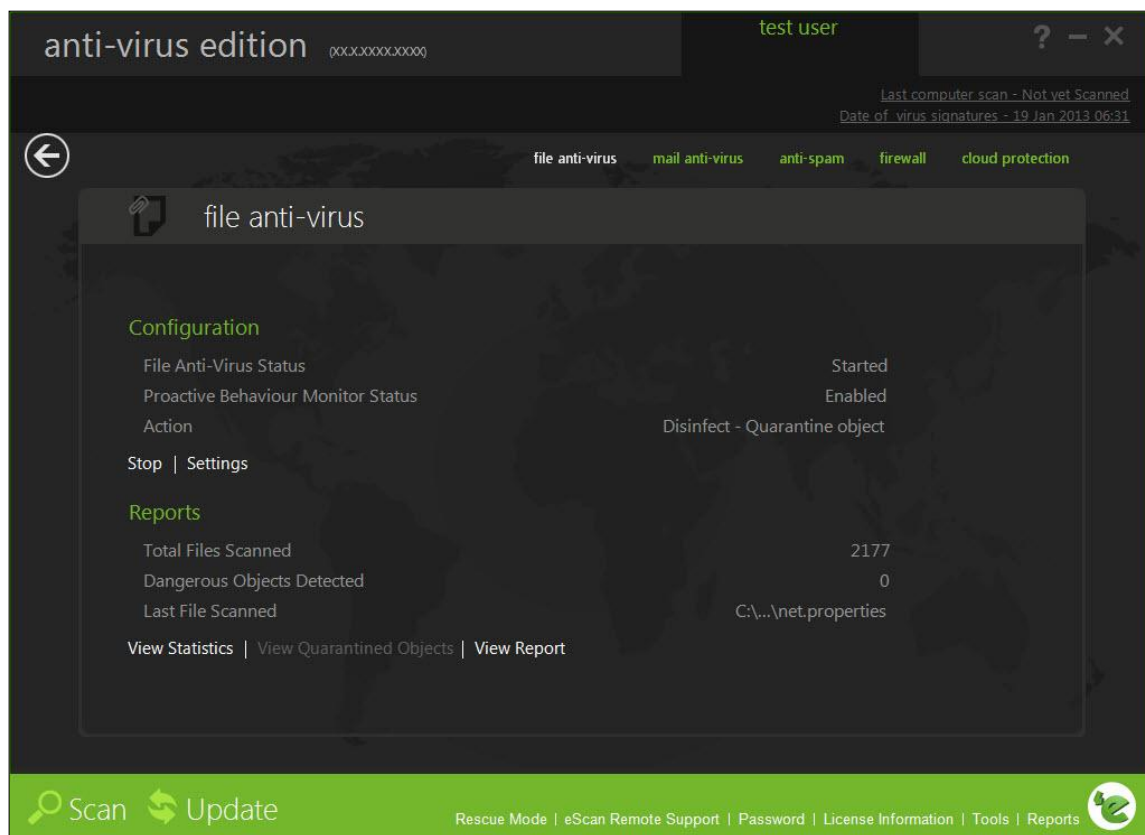 anti-virus edition (xx.x.xxxx.xxxx)
test user
? – ×
Last computer scan - Not yet Scanned
Date of virus signatures - 19 Jan 2013 06:31
file anti-virus mail anti-virus anti-spam firewall cloud protection
file anti-virus
Configuration
File Anti-Virus Status Started
Proactive Behaviour Monitor Status Enabled
Action Disinfect - Quarantine object
Stop | Settings
Reports
Total Files Scanned 2177
Dangerous Objects Detected 0
Last File Scanned C:\...\net.properties
View Statistics | View Quarantined Objects | View Report
Scan Update
Rescue Mode | eScan Remote Support | Password | License Information | Tools | Reports